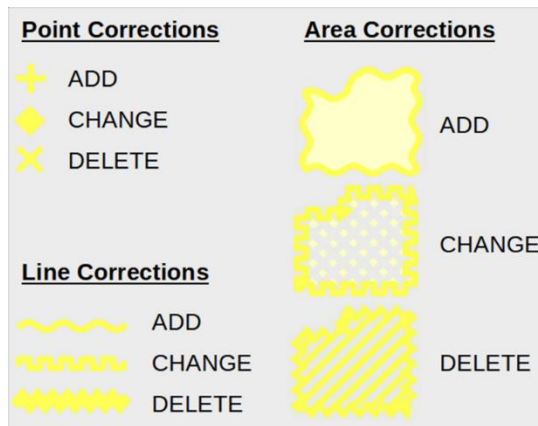 Point Corrections
ADD
CHANGE
DELETE
Line Corrections
ADD
CHANGE
DELETE
Area Corrections
ADD
CHANGE
DELETE